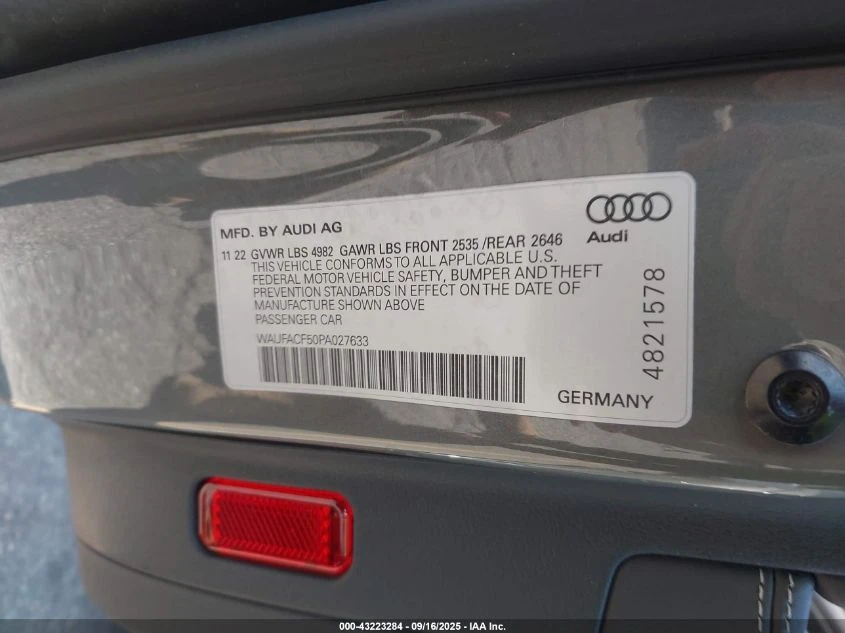 MFD. BY AUDI AG
Audi
11 22 GVWR LBS 4982 GAWR LBS FRONT 2535 /REAR 2646
THIS VEHICLE CONFORMS TO ALL APPLICABLE U.S.
FEDERAL MOTOR VEHICLE SAFETY, BUMPER AND THEFT
PREVENTION STANDARDS IN EFFECT ON THE DATE OF
MANUFACTURE SHOWN ABOVE
PASSENGER CAR
WAUFACF50PA027633
4821578
GERMANY
000-43223284 - 09/16/2025 - IAA Inc.